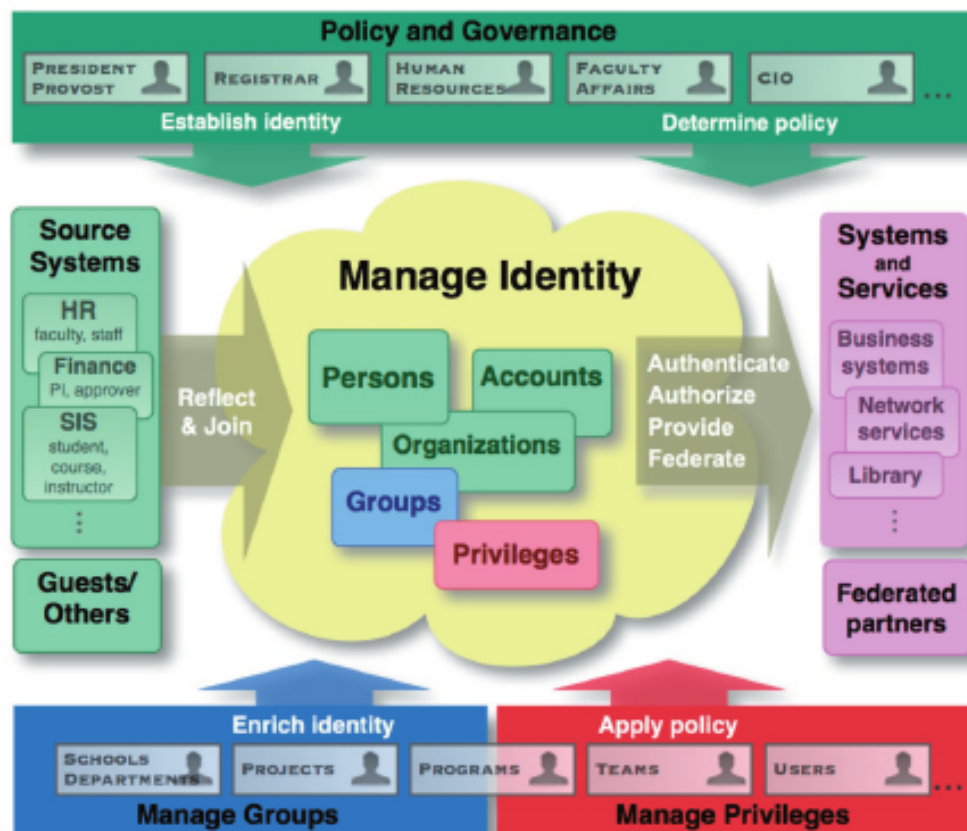 Policy and Governance
PRESIDENT
PROVOST
REGISTRAR
HUMAN
RESOURCES
FACULTY
AFFAIRS
CIO
...
Establish identity
Determine policy
Source
Systems
HR
faculty, staff
Finance
PI, approver
SIS
student,
course,
instructor
Guests/
Others
Reflect
& Join
Manage Identity
Persons
Accounts
Organizations
Groups
Privileges
Authenticate
Authorize
Provide
Federate
Systems
and
Services
Business
systems
Network
services
Library
Federated
partners
Enrich identity
Apply policy
SCHOOLS
DEPARTMENTS
PROJECTS
PROGRAMS
TEAMS
USERS
...
Manage Groups
Manage Privileges